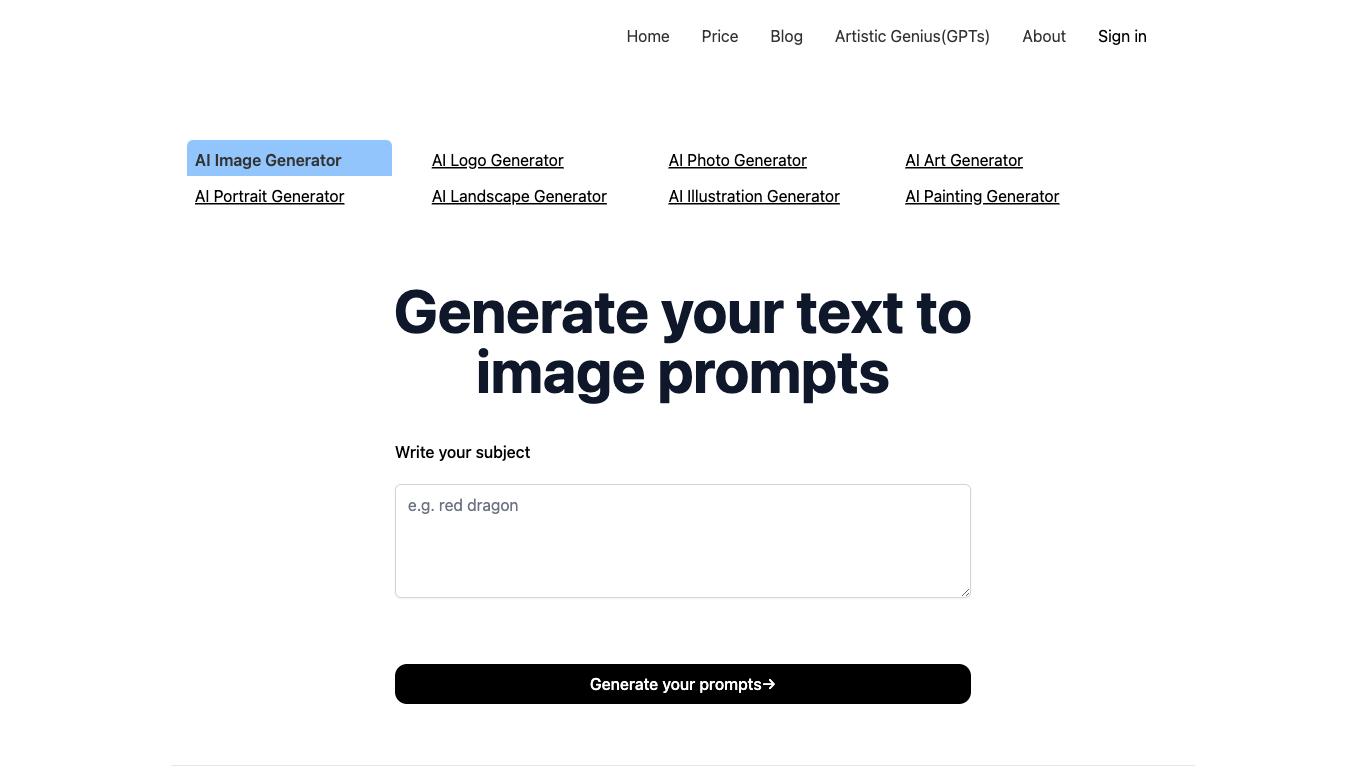 Home Price Blog Artistic Genius(GPTs) About Sign in
AI Image Generator AI Logo Generator AI Photo Generator AI Art Generator
AI Portrait Generator AI Landscape Generator AI Illustration Generator AI Painting Generator
Generate your text to
image prompts
Write your subject
e.g. red dragon
Generate your prompts→